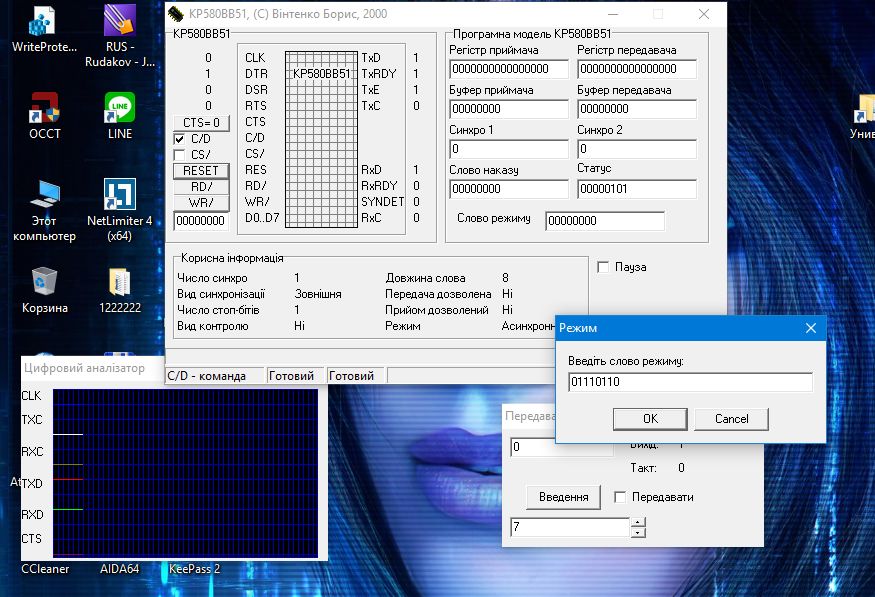 WriteProte...
RUS -
Rudakov - J...
OCCT
LINE
Этот
компьютер
NetLimiter 4
(x64)
Корзина
1222222
CCleaner
AIDA64
KeePass 2
КР580ВВ51, (C) Вінтенко Борис, 2000
КР580ВВ51
0 CLK TxD 1
1 DTR КР580ВВ51 TxRDY 1
0 DSR TxE 1
0 RTS TxC 0
CTS= 0 CTS
C/D C/D
CS/ CS/
RESET RES RxD 1
RD/ RD/ RxRDY 0
WR/ WR/ SYNDET 0
00000000 D0..D7 RxC 0
Програмна модель КР580ВВ51
Регістр приймача Регістр передавача
0000000000000000 0000000000000000
Буфер приймача Буфер передавача
00000000 00000000
Синхро 1 Синхро 2
0 0
Слово наказу Статус
00000000 00000101
Слово режиму 00000000
Корисна інформація
Число синхро 1 Довжина слова 8
Вид синхронізації Зовнішня Передача дозволена Ні
Число стоп-бітів 1 Прийом дозволений Ні
Вид контролю Ні Режим Асинхронн
Пауза
C/D - команда Готовий Готовий
Режим
Введіть слово режиму:
01110110
OK Cancel
Цифровий аналізатор
CLK
TXC
RXC
TXD
RXD
CTS
Передава
0 Вихід: 1
Такт: 0
Введення Передавати
7
Унив